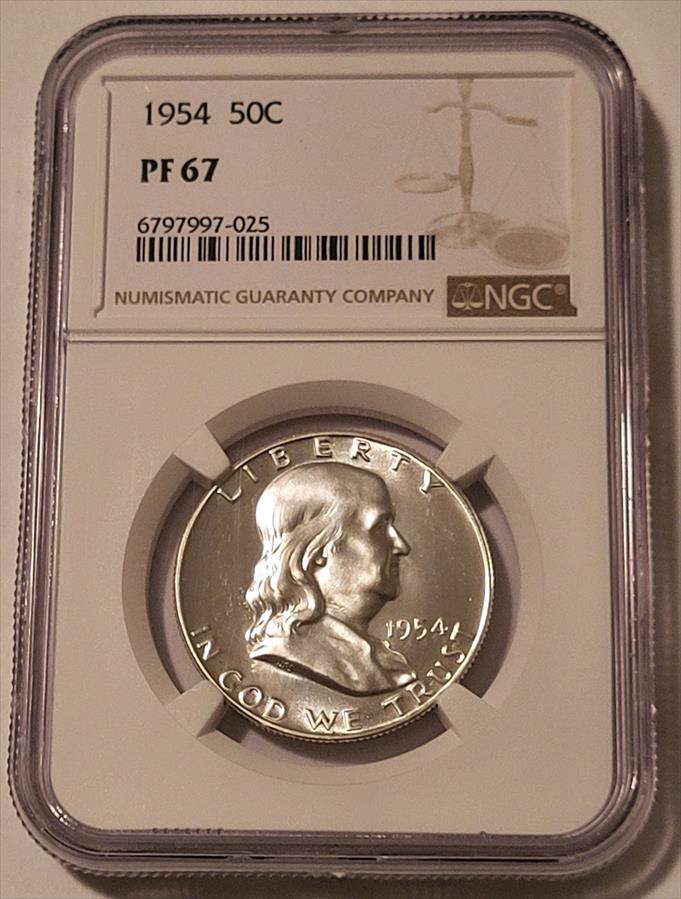 1954 50C
PF 67
6797997-025
NUMISMATIC GUARANTY COMPANY
NGC®
LIBERTY
1954
IN GOD WE TRUST